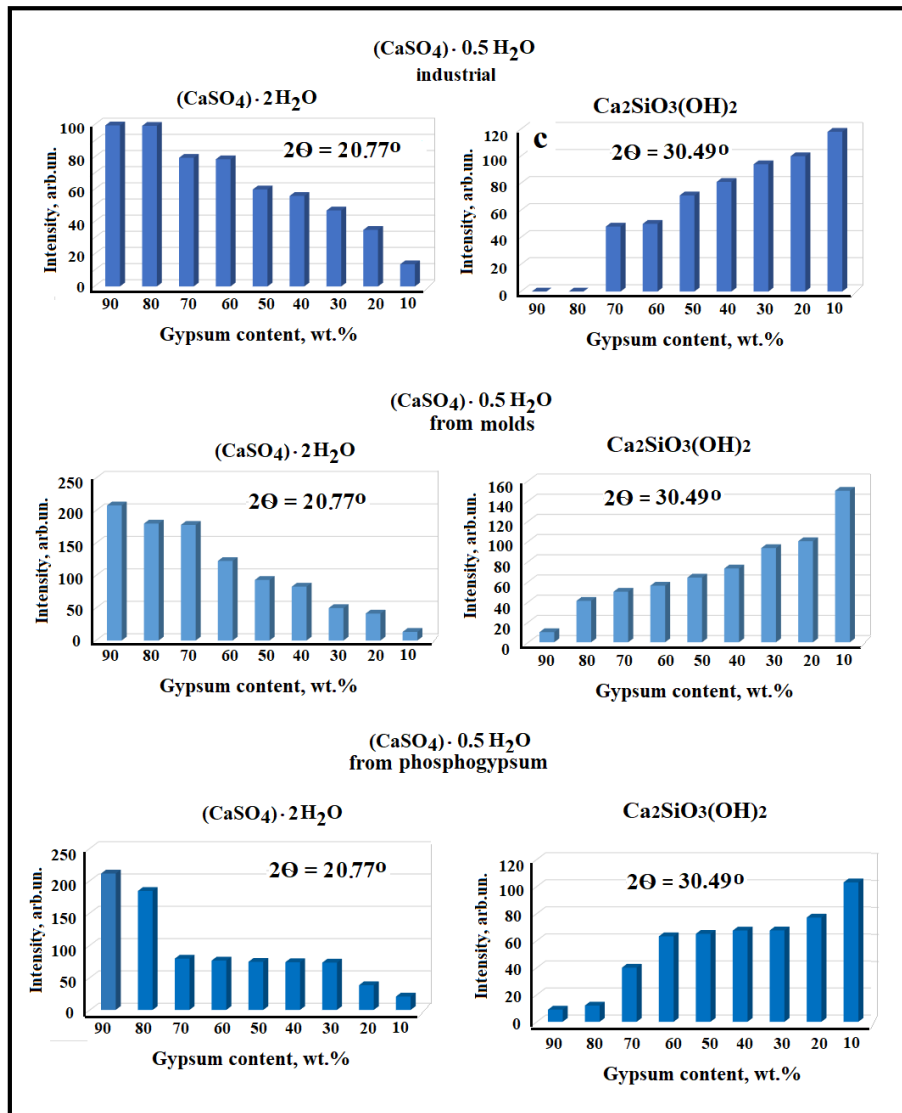 (CaSO4) · 0.5 H2O
industrial
(CaSO4) · 2H2O
2Ө = 20.77o
Intensity, arb.un.
100
80
60
40
20
0
90 80 70 60 50 40 30 20 10
Gypsum content, wt.%
Ca2SiO3(OH)2
c
2Ө = 30.49o
Intensity, arb.un.
120
100
80
60
40
20
0
90 80 70 60 50 40 30 20 10
Gypsum content, wt.%
(CaSO4) · 0.5 H2O
from molds
(CaSO4) · 2H2O
2Ө = 20.77o
Intensity, arb.un.
250
200
150
100
50
0
90 80 70 60 50 40 30 20 10
Gypsum content, wt.%
Ca2SiO3(OH)2
2Ө = 30.49o
Intensity, arb.un.
160
140
120
100
80
60
40
20
0
90 80 70 60 50 40 30 20 10
Gypsum content, wt.%
(CaSO4) · 0.5 H2O
from phosphogypsum
(CaSO4) · 2H2O
2Ө = 20.77o
Intensity, arb.un.
250
200
150
100
50
0
90 80 70 60 50 40 30 20 10
Gypsum content, wt.%
Ca2SiO3(OH)2
2Ө = 30.49o
Intensity, arb.un.
120
100
80
60
40
20
0
90 80 70 60 50 40 30 20 10
Gypsum content, wt.%